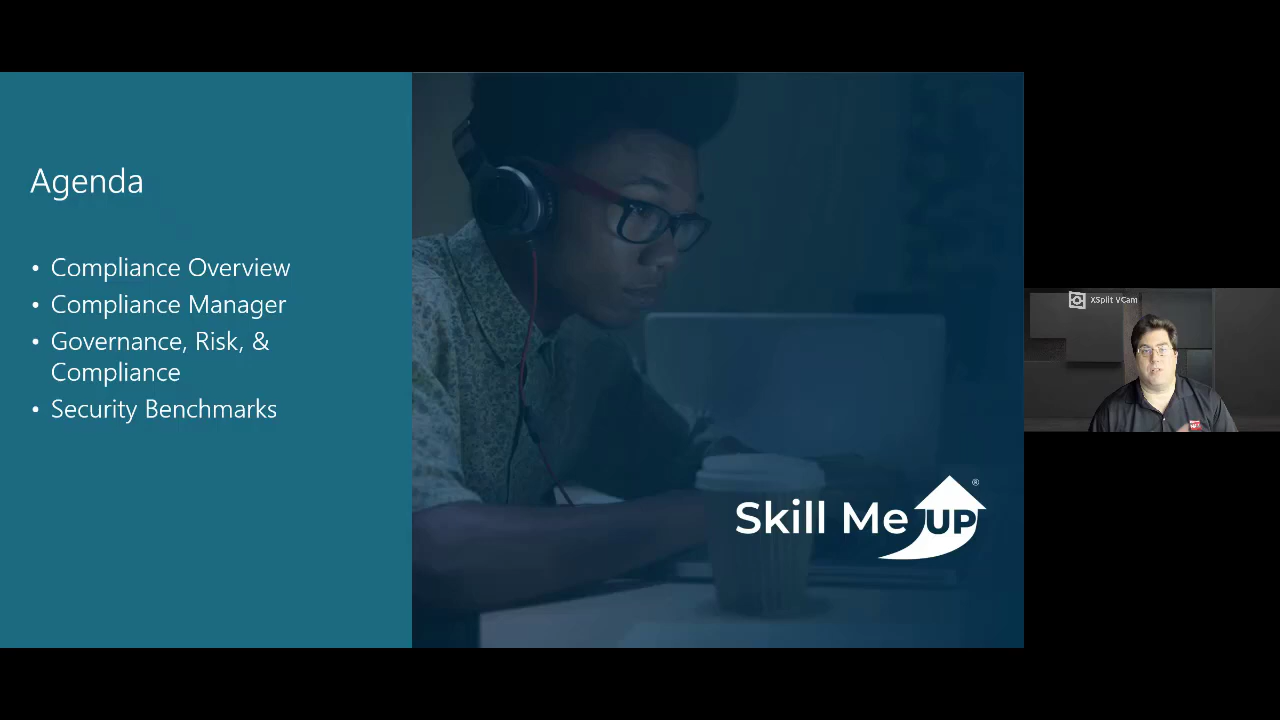 Agenda
• Compliance Overview
• Compliance Manager
• Governance, Risk, &
Compliance
• Security Benchmarks
Skill Me UP®
XSplit VCam